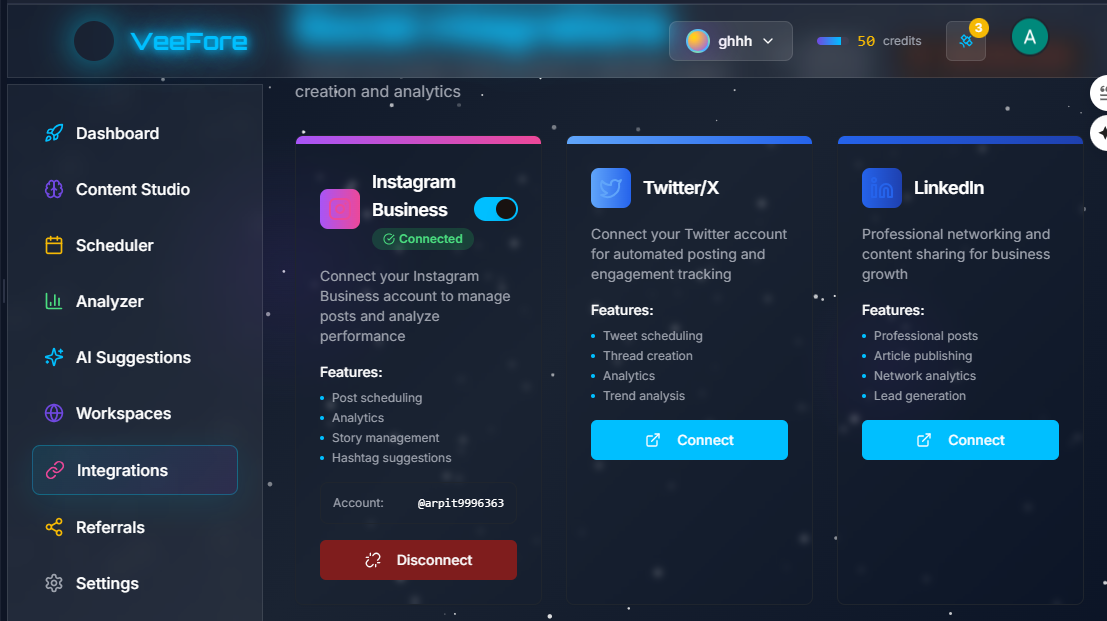 VeeFore
ghhh
50 credits
3
A
Dashboard
Content Studio
Scheduler
Analyzer
AI Suggestions
Workspaces
Integrations
Referrals
Settings
creation and analytics
Instagram
Business
Connected
Connect your Instagram
Business account to manage
posts and analyze
performance
Features:
Post scheduling
Analytics
Story management
Hashtag suggestions
Account: @arpit9996363
Disconnect
Twitter/X
Connect your Twitter account
for automated posting and
engagement tracking
Features:
Tweet scheduling
Thread creation
Analytics
Trend analysis
Connect
LinkedIn
Professional networking and
content sharing for business
growth
Features:
Professional posts
Article publishing
Network analytics
Lead generation
Connect